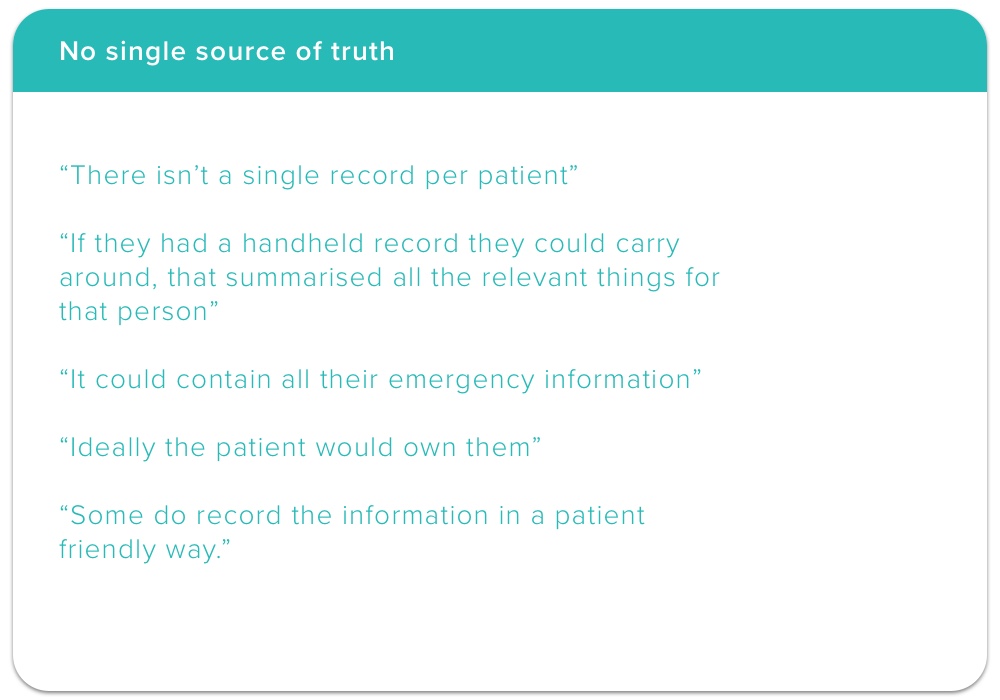 No single source of truth
“There isn’t a single record per patient”
“If they had a handheld record they could carry
around, that summarised all the relevant things for
that person”
“It could contain all their emergency information”
“Ideally the patient would own them”
“Some do record the information in a patient
friendly way.”